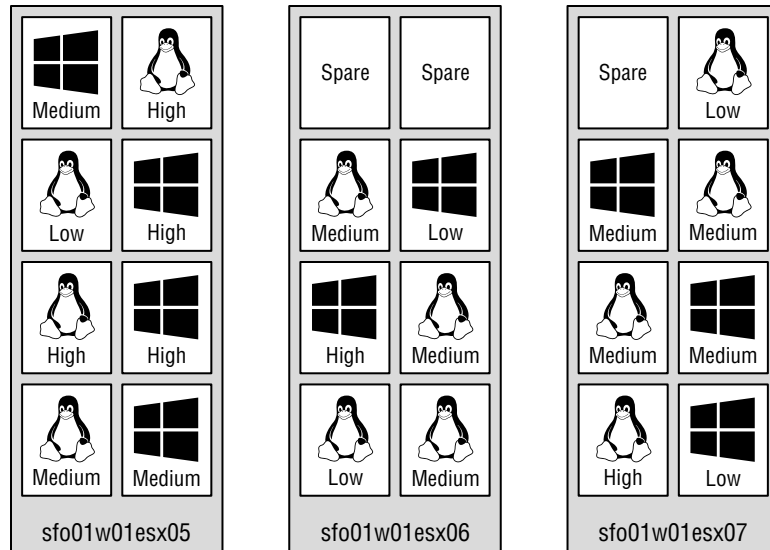 Medium High
Low High
High High
Medium Medium
sfo01w01esx05
Spare Spare
Medium Low
High Medium
Low Medium
sfo01w01esx06
Spare Low
Medium Medium
Medium Medium
High Low
sfo01w01esx07